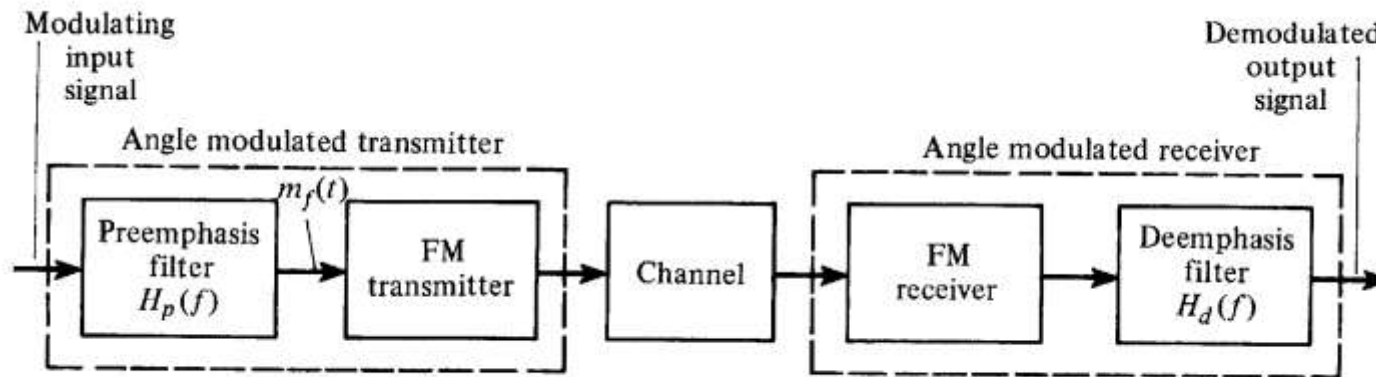 Modulating
input
signal
Demodulated
output
signal
Angle modulated transmitter
Angle modulated receiver
m_f(t)
Preemphasis
filter
H_p(f)
FM
transmitter
Channel
FM
receiver
Deemphasis
filter
H_d(f)